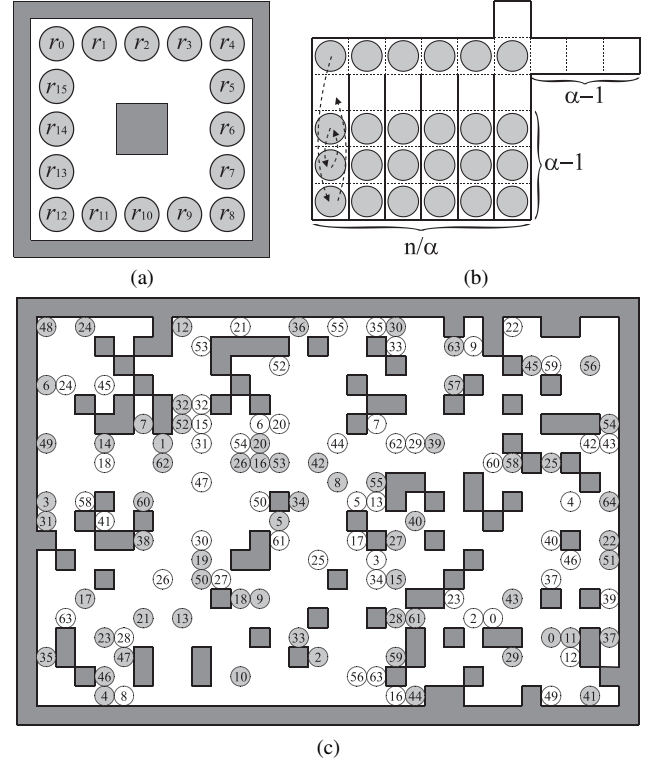 r0 r1 r2 r3 r4
r15 r5
r14 r6
r13 r7
r12 r11 r10 r9 r8
(a)
α−1
α−1
n/α
(b)
48 24 12 21 36 55 35 30 22
53 33 63 9
52 45 59 56
6 24 45 57
32 32
7 52 15 6 20 7 54
49 14 1 31 54 20 44 62 29 39 42 43
18 62 26 16 53 42 60 58 25
47 8 55
3 58 60 50 34 5 13 4 64
31 41 5 40
38 30 61 17 27 40 22
19 25 3 46 51
26 50 27 34 15 37
17 18 9 23 43 39
63 21 13 28 61 2 0
23 28 33 0 11 37
35 47 2 59 29 12
46 10 56 63
4 8 16 44 49 41
(c)